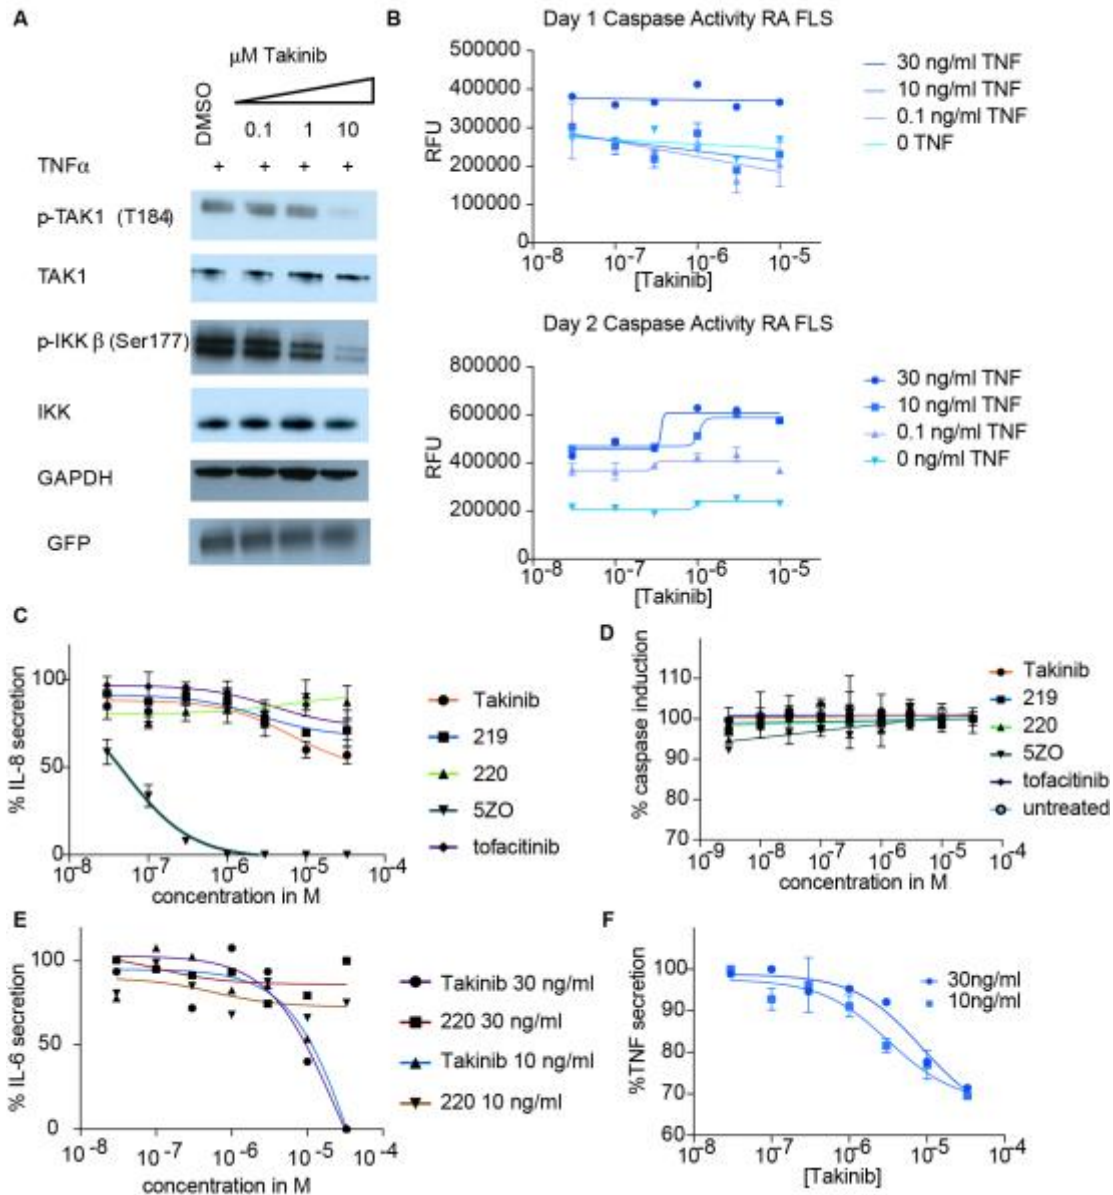 A
μM Takinib
DMSO
0.1 1 10
TNFα + + + +
p-TAK1 (T184)
TAK1
p-IKK β (Ser177)
IKK
GAPDH
GFP
B
Day 1 Caspase Activity RA FLS
500000
400000
300000
200000
100000
0
RFU
10-8 10-7 10-6 10-5
[Takinib]
30 ng/ml TNF
10 ng/ml TNF
0.1 ng/ml TNF
0 TNF
Day 2 Caspase Activity RA FLS
800000
600000
400000
200000
0
RFU
10-8 10-7 10-6 10-5
[Takinib]
30 ng/ml TNF
10 ng/ml TNF
0.1 ng/ml TNF
0 ng/ml TNF
C
% IL-8 secretion
100
50
0
10-8 10-7 10-6 10-5 10-4
concentration in M
Takinib
219
220
5ZO
tofacitinib
D
% caspase induction
110
100
90
80
70
10-9 10-8 10-7 10-6 10-5 10-4
concentration in M
Takinib
219
220
5ZO
tofacitinib
untreated
E
% IL-6 secretion
100
50
0
10-8 10-7 10-6 10-5 10-4
concentration in M
Takinib 30 ng/ml
220 30 ng/ml
Takinib 10 ng/ml
220 10 ng/ml
F
%TNF secretion
100
90
80
70
60
10-8 10-7 10-6 10-5 10-4
[Takinib]
30ng/ml
10ng/ml